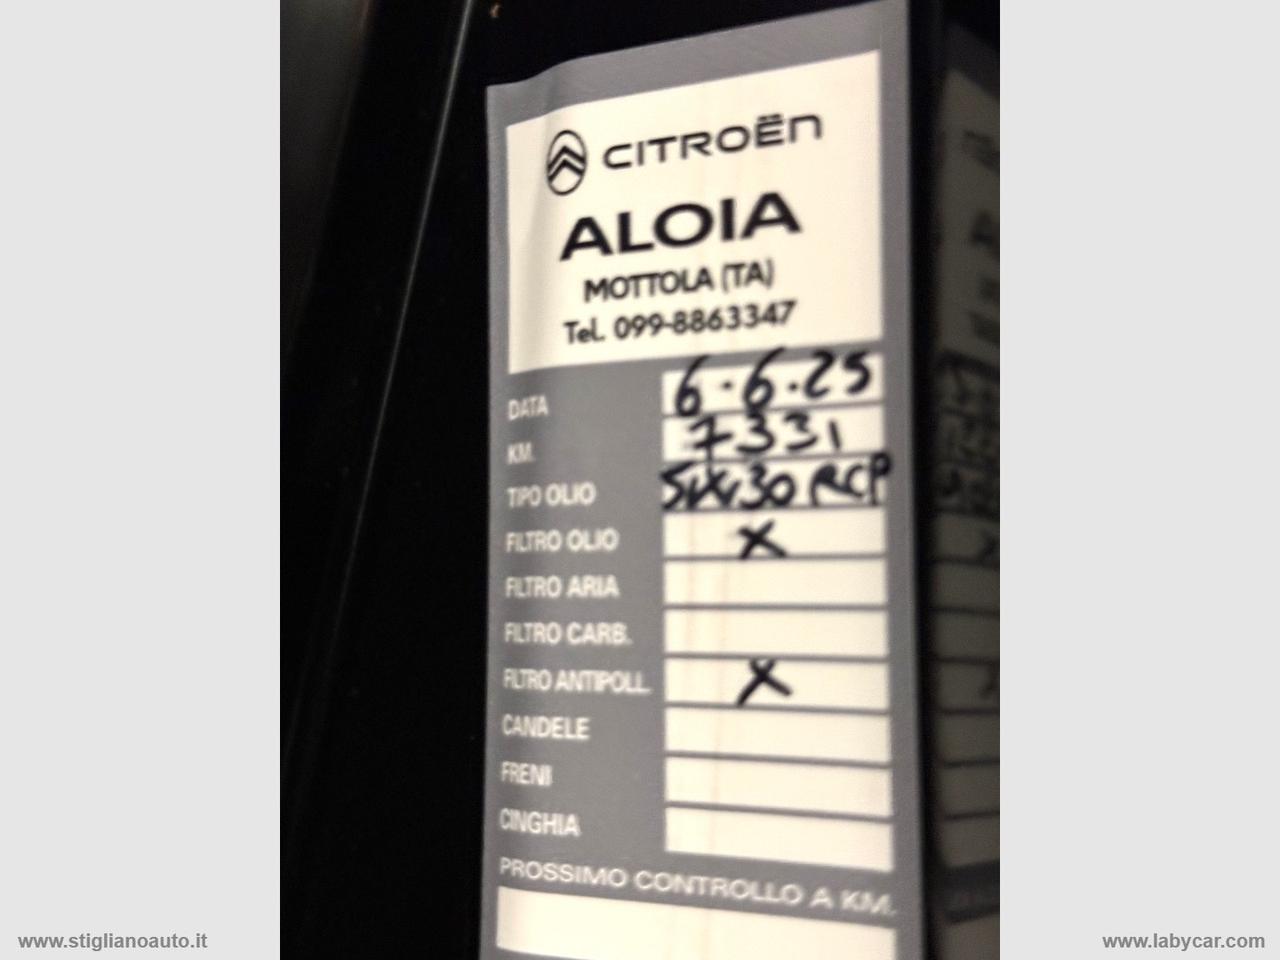 CITROËN
ALOIA
MOTTOLA (TA)
Tel. 099-8863347
DATA 6.6.25
KM. 7331
TIPO OLIO 5W30 RCP
FILTRO OLIO X
FILTRO ARIA
FILTRO CARB.
FILTRO ANTIPOLL. X
CANDELE
FRENI
CINGHIA
PROSSIMO CONTROLLO A KM.
www.stiglianoauto.it
www.labycar.com